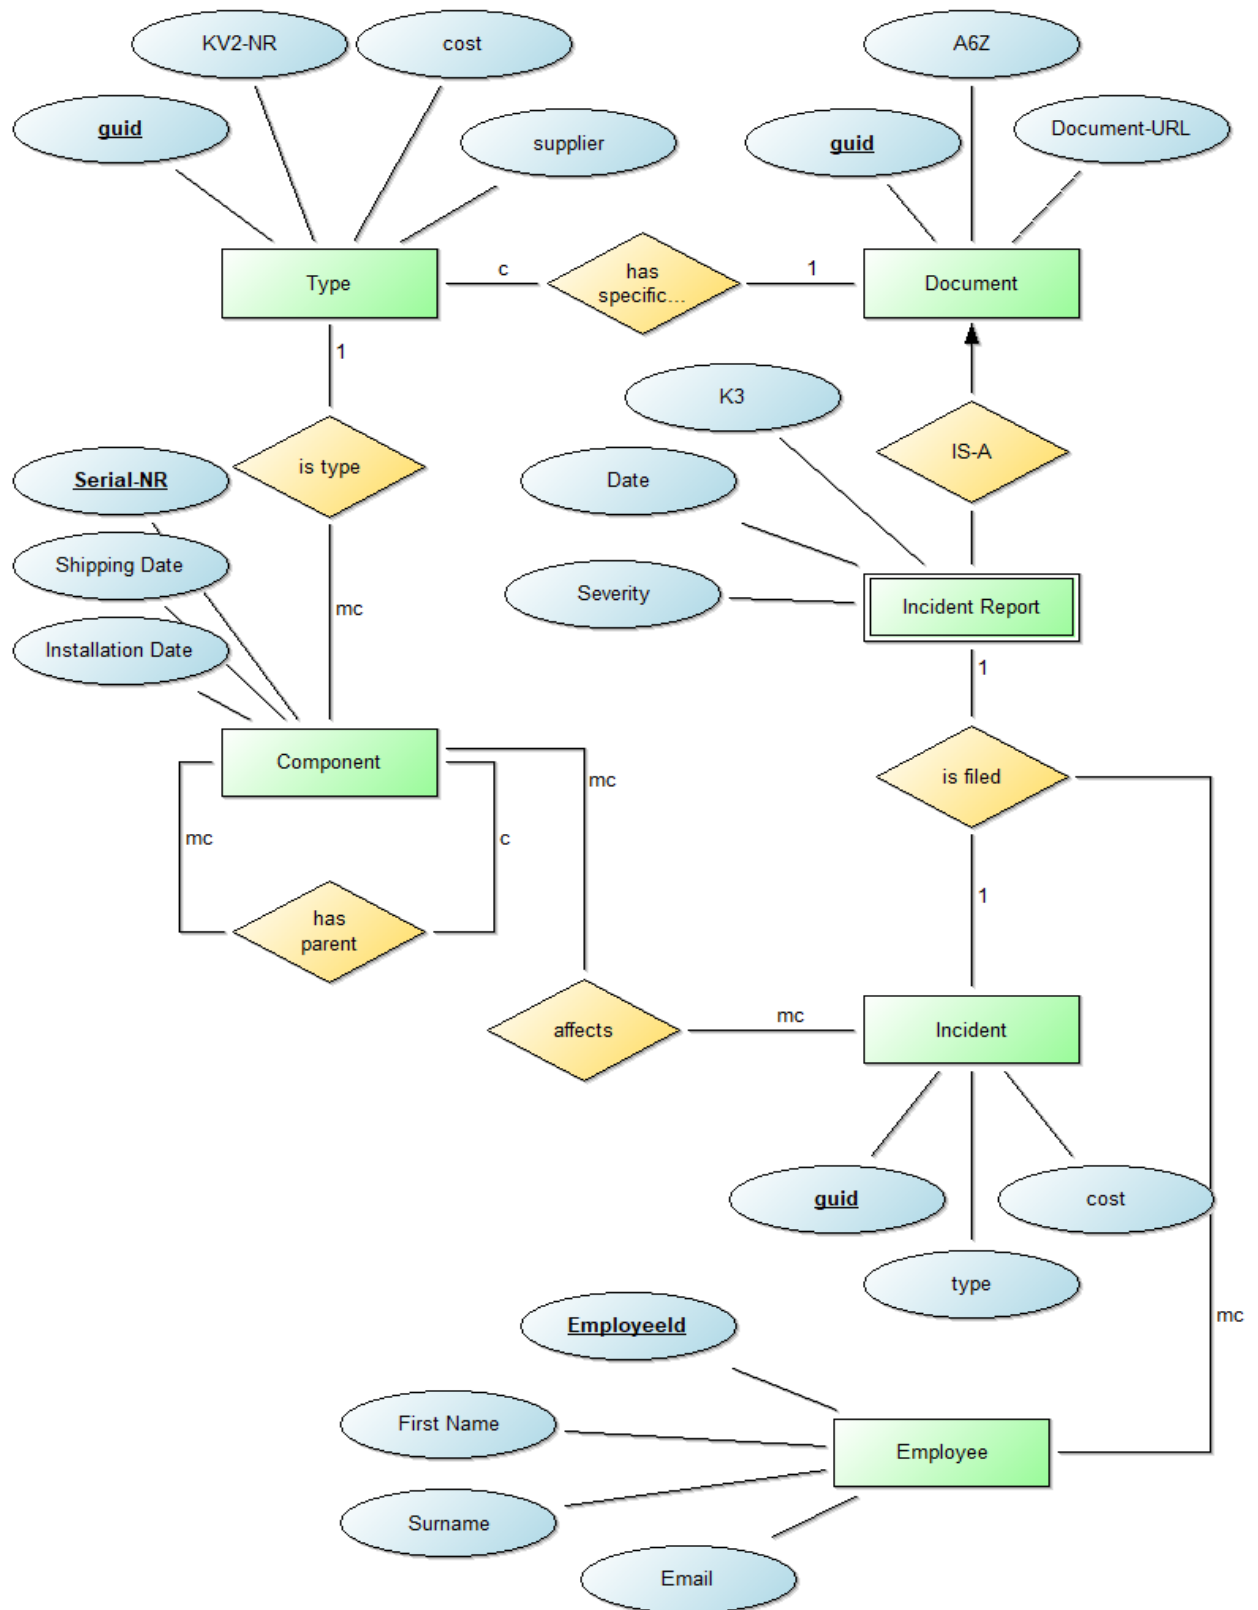 KV2-NR
cost
A6Z
guid
supplier
guid
Document-URL
Type
c
has
specific...
1
Document
1
K3
is type
IS-A
Serial-NR
Date
Shipping Date
Severity
Incident Report
mc
Installation Date
1
Component
mc
is filed
mc
c
1
has
parent
affects
mc
Incident
guid
cost
type
EmployeeId
mc
First Name
Employee
Surname
Email